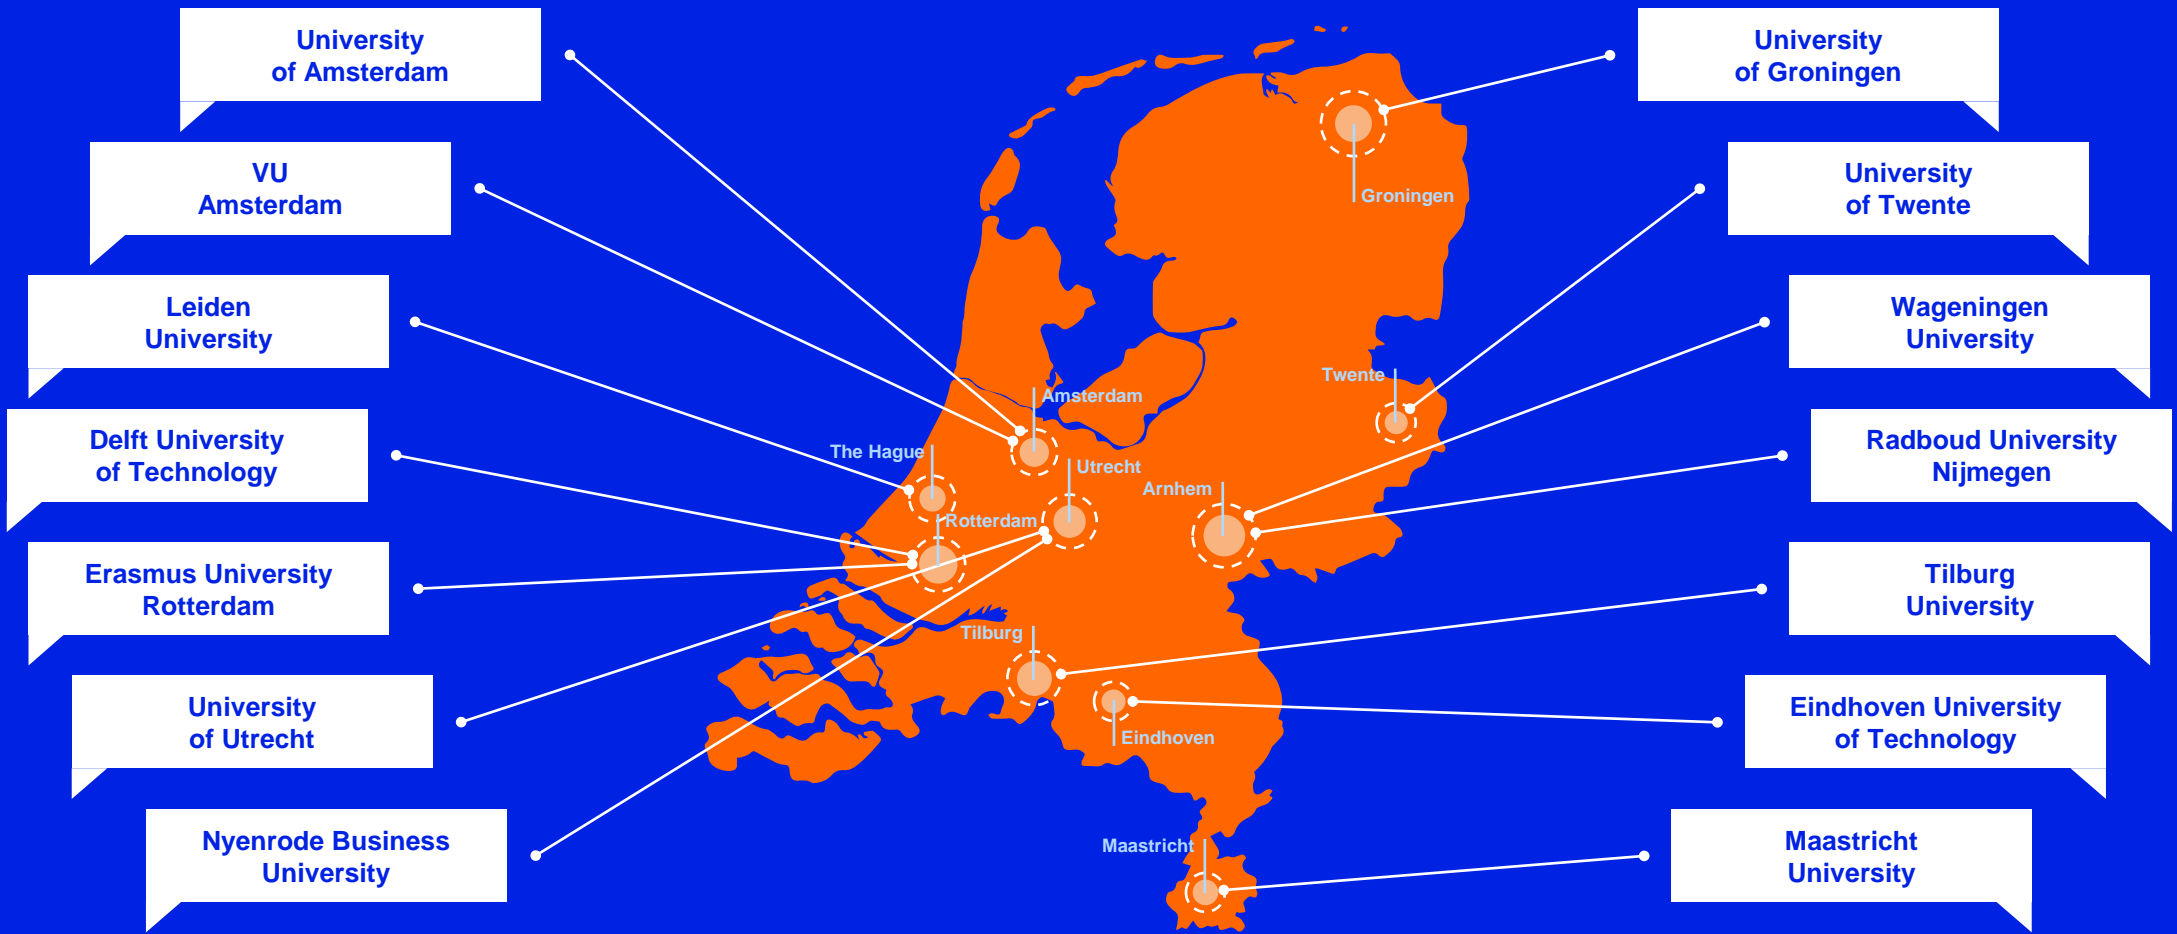 University
of Amsterdam
VU
Amsterdam
Leiden
University
Delft University
of Technology
Erasmus University
Rotterdam
University
of Utrecht
Nyenrode Business
University
Groningen
Twente
Amsterdam
The Hague
Utrecht
Arnhem
Rotterdam
Tilburg
Eindhoven
Maastricht
University
of Groningen
University
of Twente
Wageningen
University
Radboud University
Nijmegen
Tilburg
University
Eindhoven University
of Technology
Maastricht
University